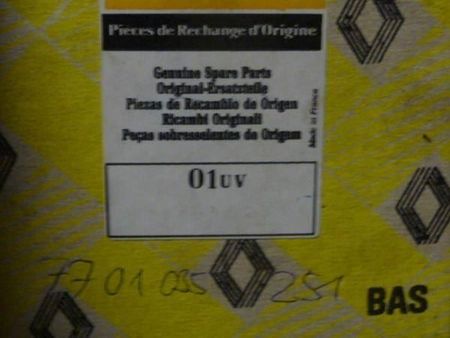 Pièces de Rechange d'Origine
Genuine Spare Parts
Original-Ersatzteile
Piezas de Recambio de Origen
Ricambi Originali
Peças sobresselentes de Origem
Made in France
01UV
77 01 035 251
BAS